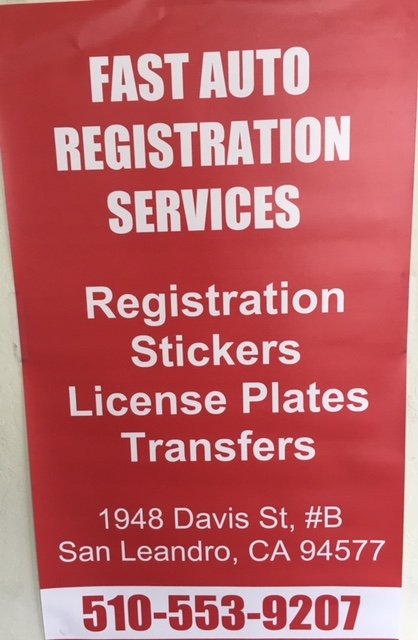 FAST AUTO
REGISTRATION
SERVICES
Registration
Stickers
License Plates
Transfers
1948 Davis St, #B
San Leandro, CA 94577
510-553-9207